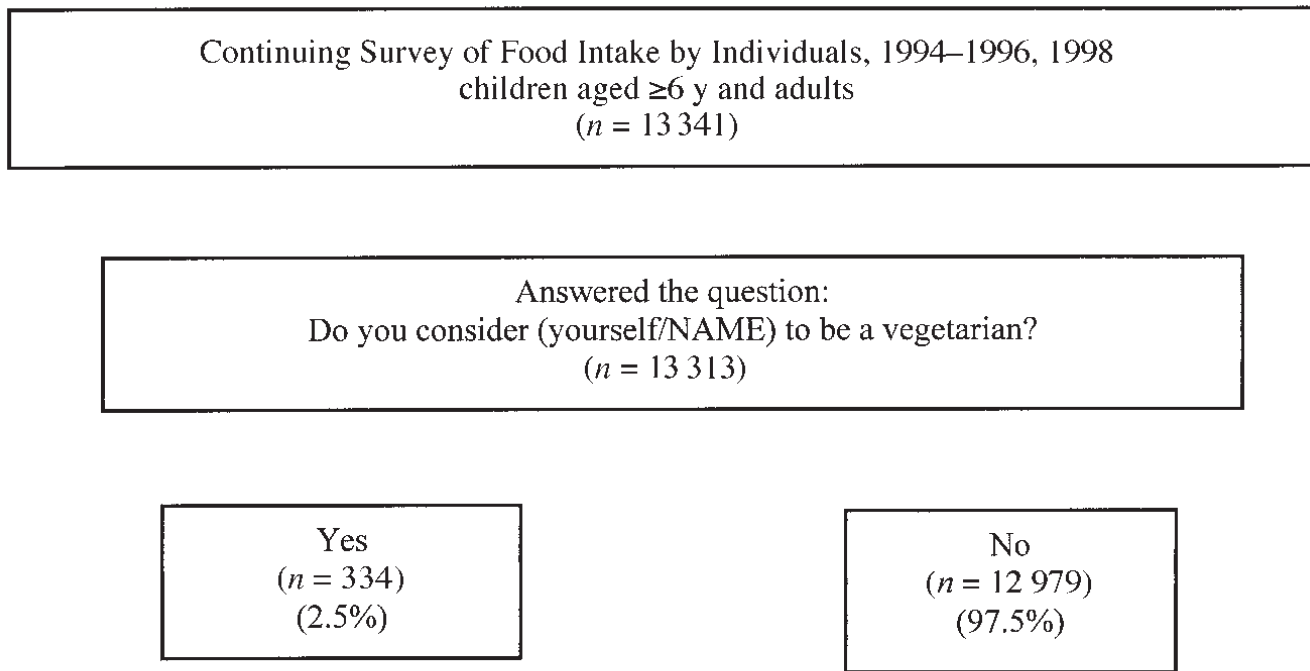 Continuing Survey of Food Intake by Individuals, 1994–1996, 1998
children aged ≥6 y and adults
(n = 13 341)
Answered the question:
Do you consider (yourself/NAME) to be a vegetarian?
(n = 13 313)
Yes
(n = 334)
(2.5%)
No
(n = 12 979)
(97.5%)